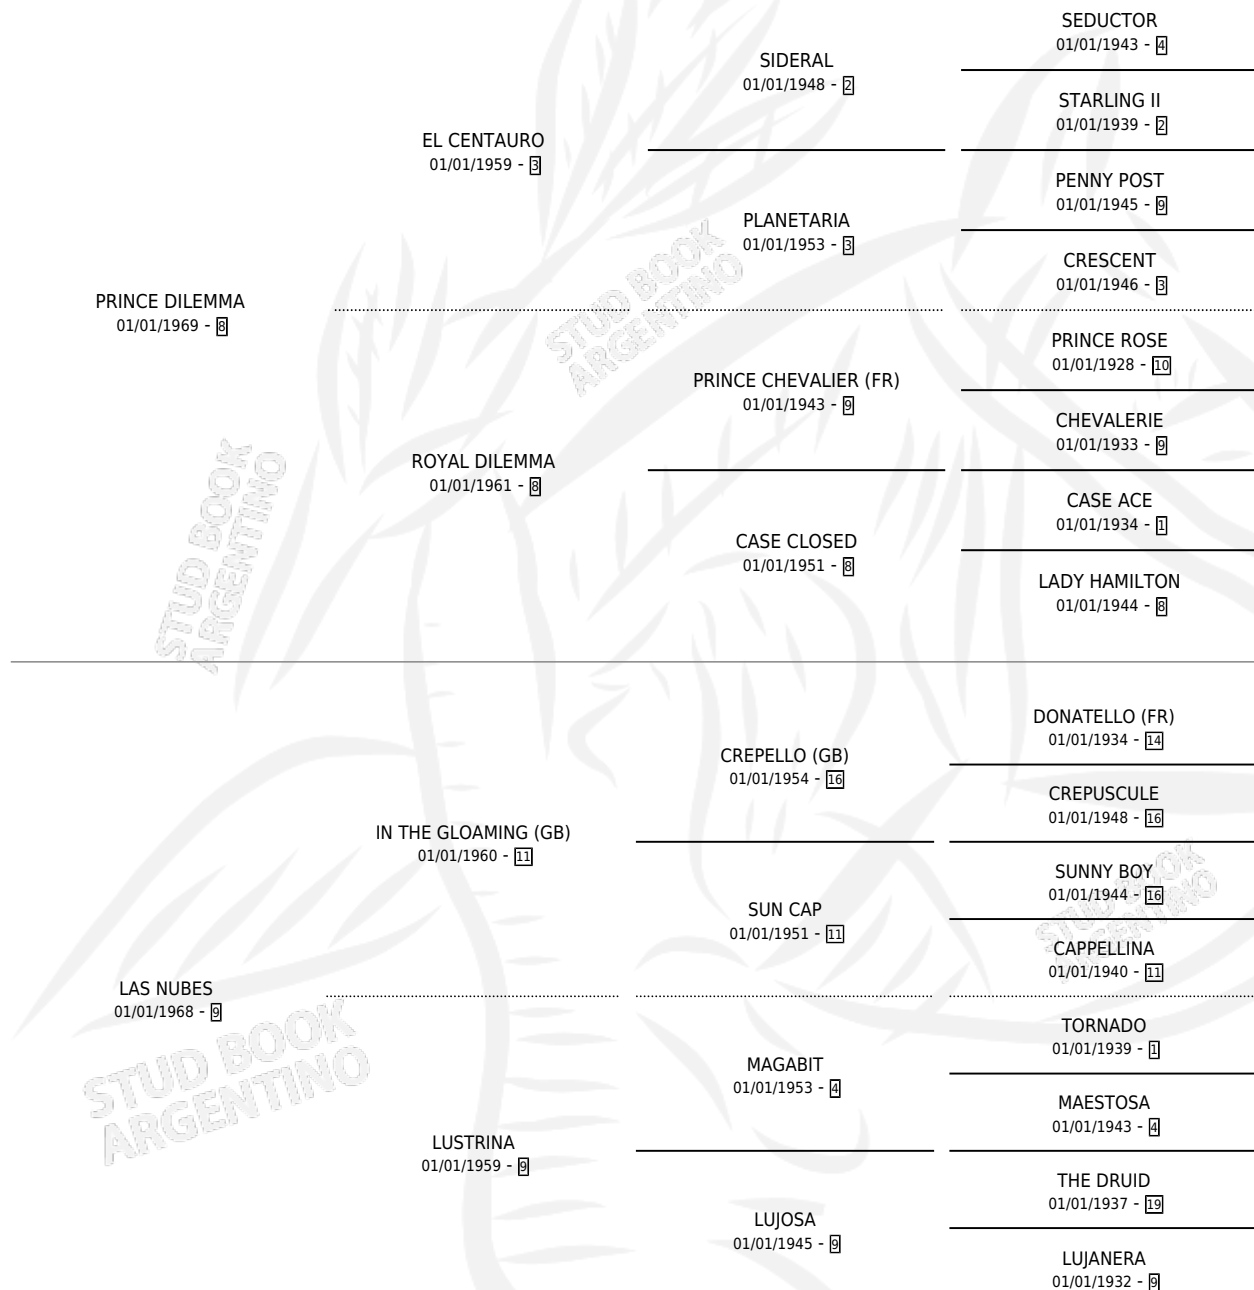 SEDUCTOR
01/01/1943 - 4
SIDERAL
01/01/1948 - 2
STARLING II
01/01/1939 - 2
EL CENTAURO
01/01/1959 - 3
PENNY POST
01/01/1945 - 9
PLANETARIA
01/01/1953 - 3
CRESCENT
01/01/1946 - 3
PRINCE DILEMMA
01/01/1969 - 8
STUD BOOK
ARGENTINO
PRINCE ROSE
01/01/1928 - 10
PRINCE CHEVALIER (FR)
01/01/1943 - 9
CHEVALERIE
01/01/1933 - 9
ROYAL DILEMMA
01/01/1961 - 8
CASE ACE
01/01/1934 - 1
CASE CLOSED
01/01/1951 - 8
LADY HAMILTON
01/01/1944 - 8
STUD BOOK
ARGENTINO
DONATELLO (FR)
01/01/1934 - 14
CREPELLO (GB)
01/01/1954 - 16
CREPUSCULE
01/01/1948 - 16
IN THE GLOAMING (GB)
01/01/1960 - 11
SUNNY BOY
01/01/1944 - 16
SUN CAP
01/01/1951 - 11
STUD BOOK
ARGENTINO
CAPPELLINA
01/01/1940 - 11
LAS NUBES
01/01/1968 - 9
TORNADO
01/01/1939 - 1
MAGABIT
01/01/1953 - 4
MAESTOSA
01/01/1943 - 4
STUD BOOK
ARGENTINO
LUSTRINA
01/01/1959 - 9
THE DRUID
01/01/1937 - 19
LUJOSA
01/01/1945 - 9
LUJANERA
01/01/1932 - 9